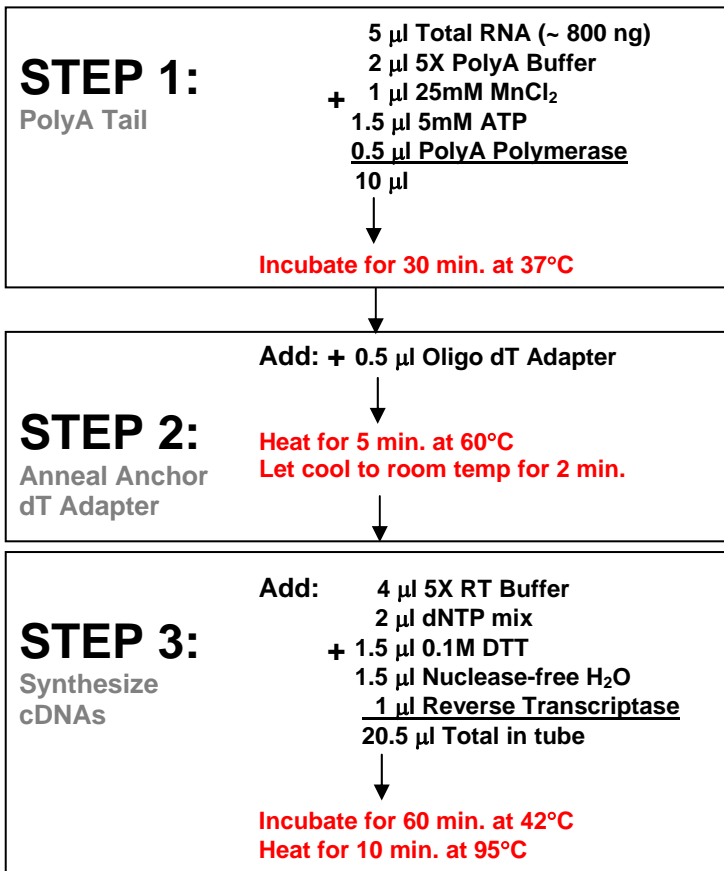 STEP 1:
PolyA Tail
5 µl Total RNA (~ 800 ng)
2 µl 5X PolyA Buffer
+ 1 µl 25mM MnCl₂
1.5 µl 5mM ATP
0.5 µl PolyA Polymerase
10 µl
Incubate for 30 min. at 37°C
Add: + 0.5 µl Oligo dT Adapter
STEP 2:
Anneal Anchor
dT Adapter
Heat for 5 min. at 60°C
Let cool to room temp for 2 min.
STEP 3:
Synthesize
cDNAs
Add: 4 µl 5X RT Buffer
2 µl dNTP mix
+ 1.5 µl 0.1M DTT
1.5 µl Nuclease-free H₂O
1 µl Reverse Transcriptase
20.5 µl Total in tube
Incubate for 60 min. at 42°C
Heat for 10 min. at 95°C